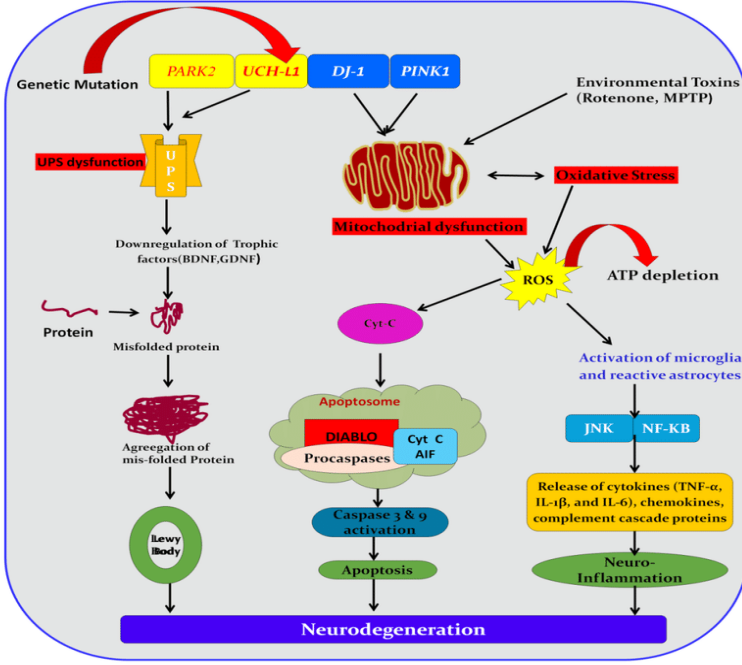 Genetic Mutation
PARK2
UCH-L1
DJ-1
PINK1
Environmental Toxins
(Rotenone, MPTP)
UPS dysfunction
U
P
S
Oxidative Stress
Mitochodrial dysfunction
Downregulation of Trophic
factors(BDNF,GDNF)
ROS
ATP depletion
Protein
Misfolded protein
Cyt-C
Activation of microglia
and reactive astrocytes
Apoptosome
DIABLO
Procaspases
Cyt C
AIF
JNK
NF-KB
Agreegation of
mis-folded Protein
Release of cytokines (TNF-α,
IL-1β, and IL-6), chemokines,
complement cascade proteins
Caspase 3 & 9
activation
Lewy
Body
Apoptosis
Neuro-
Inflammation
Neurodegeneration